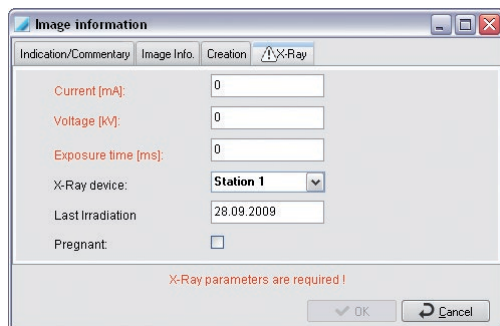 Image information
Indication/Commentary Image Info. Creation X-Ray
Current [mA]: 0
Voltage [kV]: 0
Exposure time [ms]: 0
X-Ray device: Station 1
Last Irradiation 28.09.2009
Pregnant:
X-Ray parameters are required !
OK Cancel